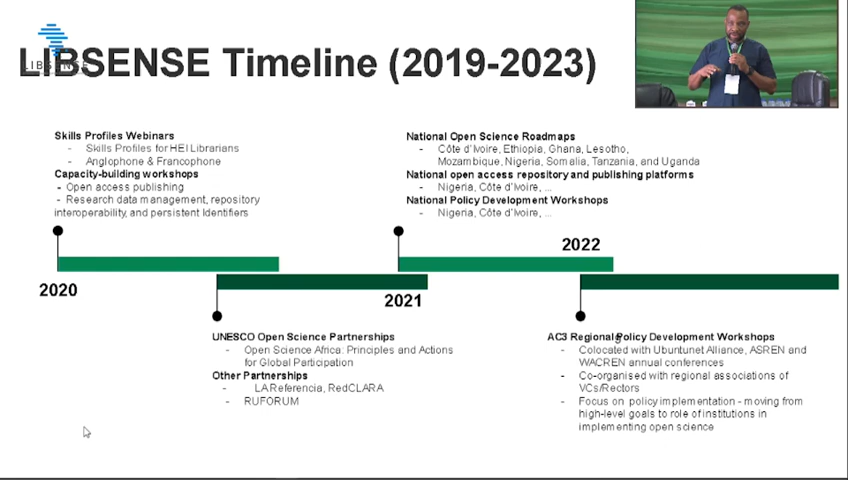 LIBSENSE
LIBSENSE Timeline (2019-2023)
Skills Profiles Webinars
- Skills Profiles for HEI Librarians
- Anglophone & Francophone
Capacity-building workshops
- Open access publishing
- Research data management, repository
interoperability, and persistent Identifiers
National Open Science Roadmaps
- Côte d'Ivoire, Ethiopia, Ghana, Lesotho,
Mozambique, Nigeria, Somalia, Tanzania, and Uganda
National open access repository and publishing platforms
- Nigeria, Côte d'Ivoire, ...
National Policy Development Workshops
- Nigeria, Côte d'Ivoire, ...
2022
2020
2021
UNESCO Open Science Partnerships
- Open Science Africa: Principles and Actions
for Global Participation
Other Partnerships
- LA Referencia, RedCLARA
- RUFORUM
AC3 Regional Policy Development Workshops
- Colocated with Ubuntunet Alliance, ASREN and
WACREN annual conferences
- Co-organised with regional associations of
VCs/Rectors
- Focus on policy implementation - moving from
high-level goals to role of institutions in
implementing open science